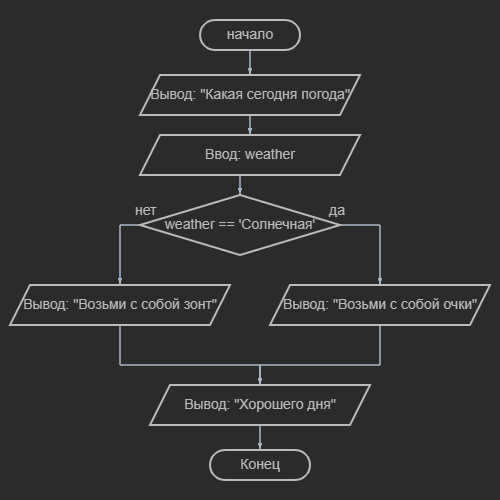 начало
Вывод: "Какая сегодня погода"
Ввод: weather
нет
да
weather == 'Солнечная'
Вывод: "Возьми с собой зонт"
Вывод: "Возьми с собой очки"
Вывод: "Хорошего дня"
Конец